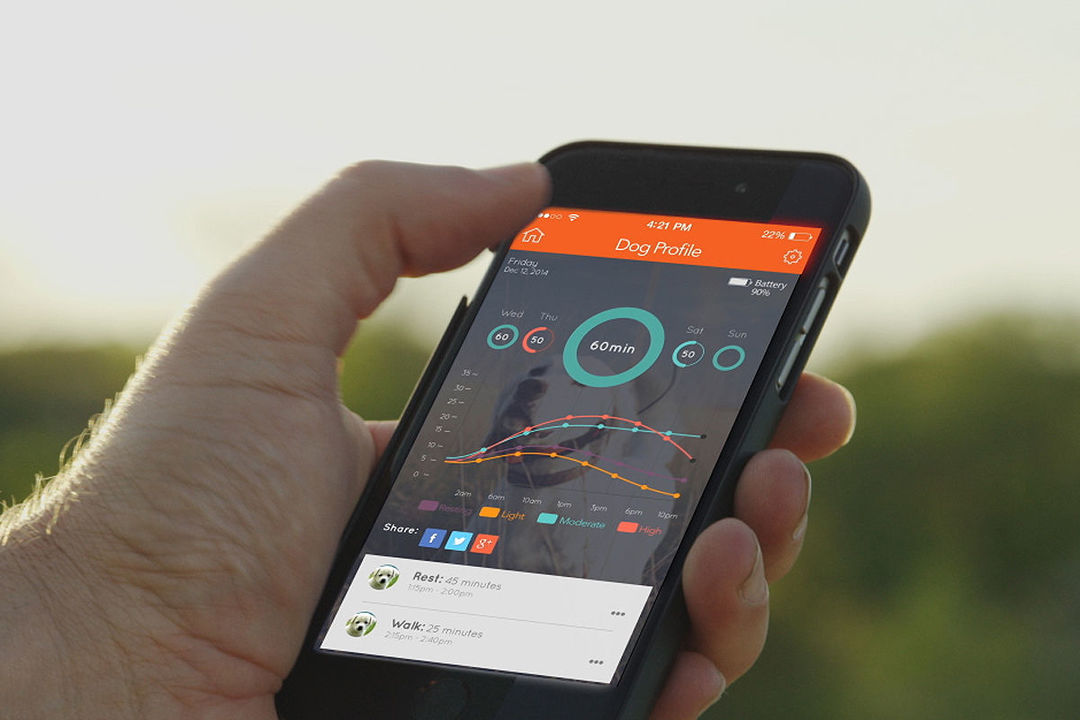 4:21 PM
22%
Dog Profile
Friday
Dec 12, 2014
Battery
90%
Wed
Thu
60
50
60min
Sat
Sun
50
35
30
25
20
15
10
5
0
2am 6am 10am 1pm 3pm 6pm 10pm
Resting Light Moderate High
Share: f g+
Rest: 45 minutes
1:15pm - 2:00pm
Walk: 25 minutes
2:15pm - 2:40pm